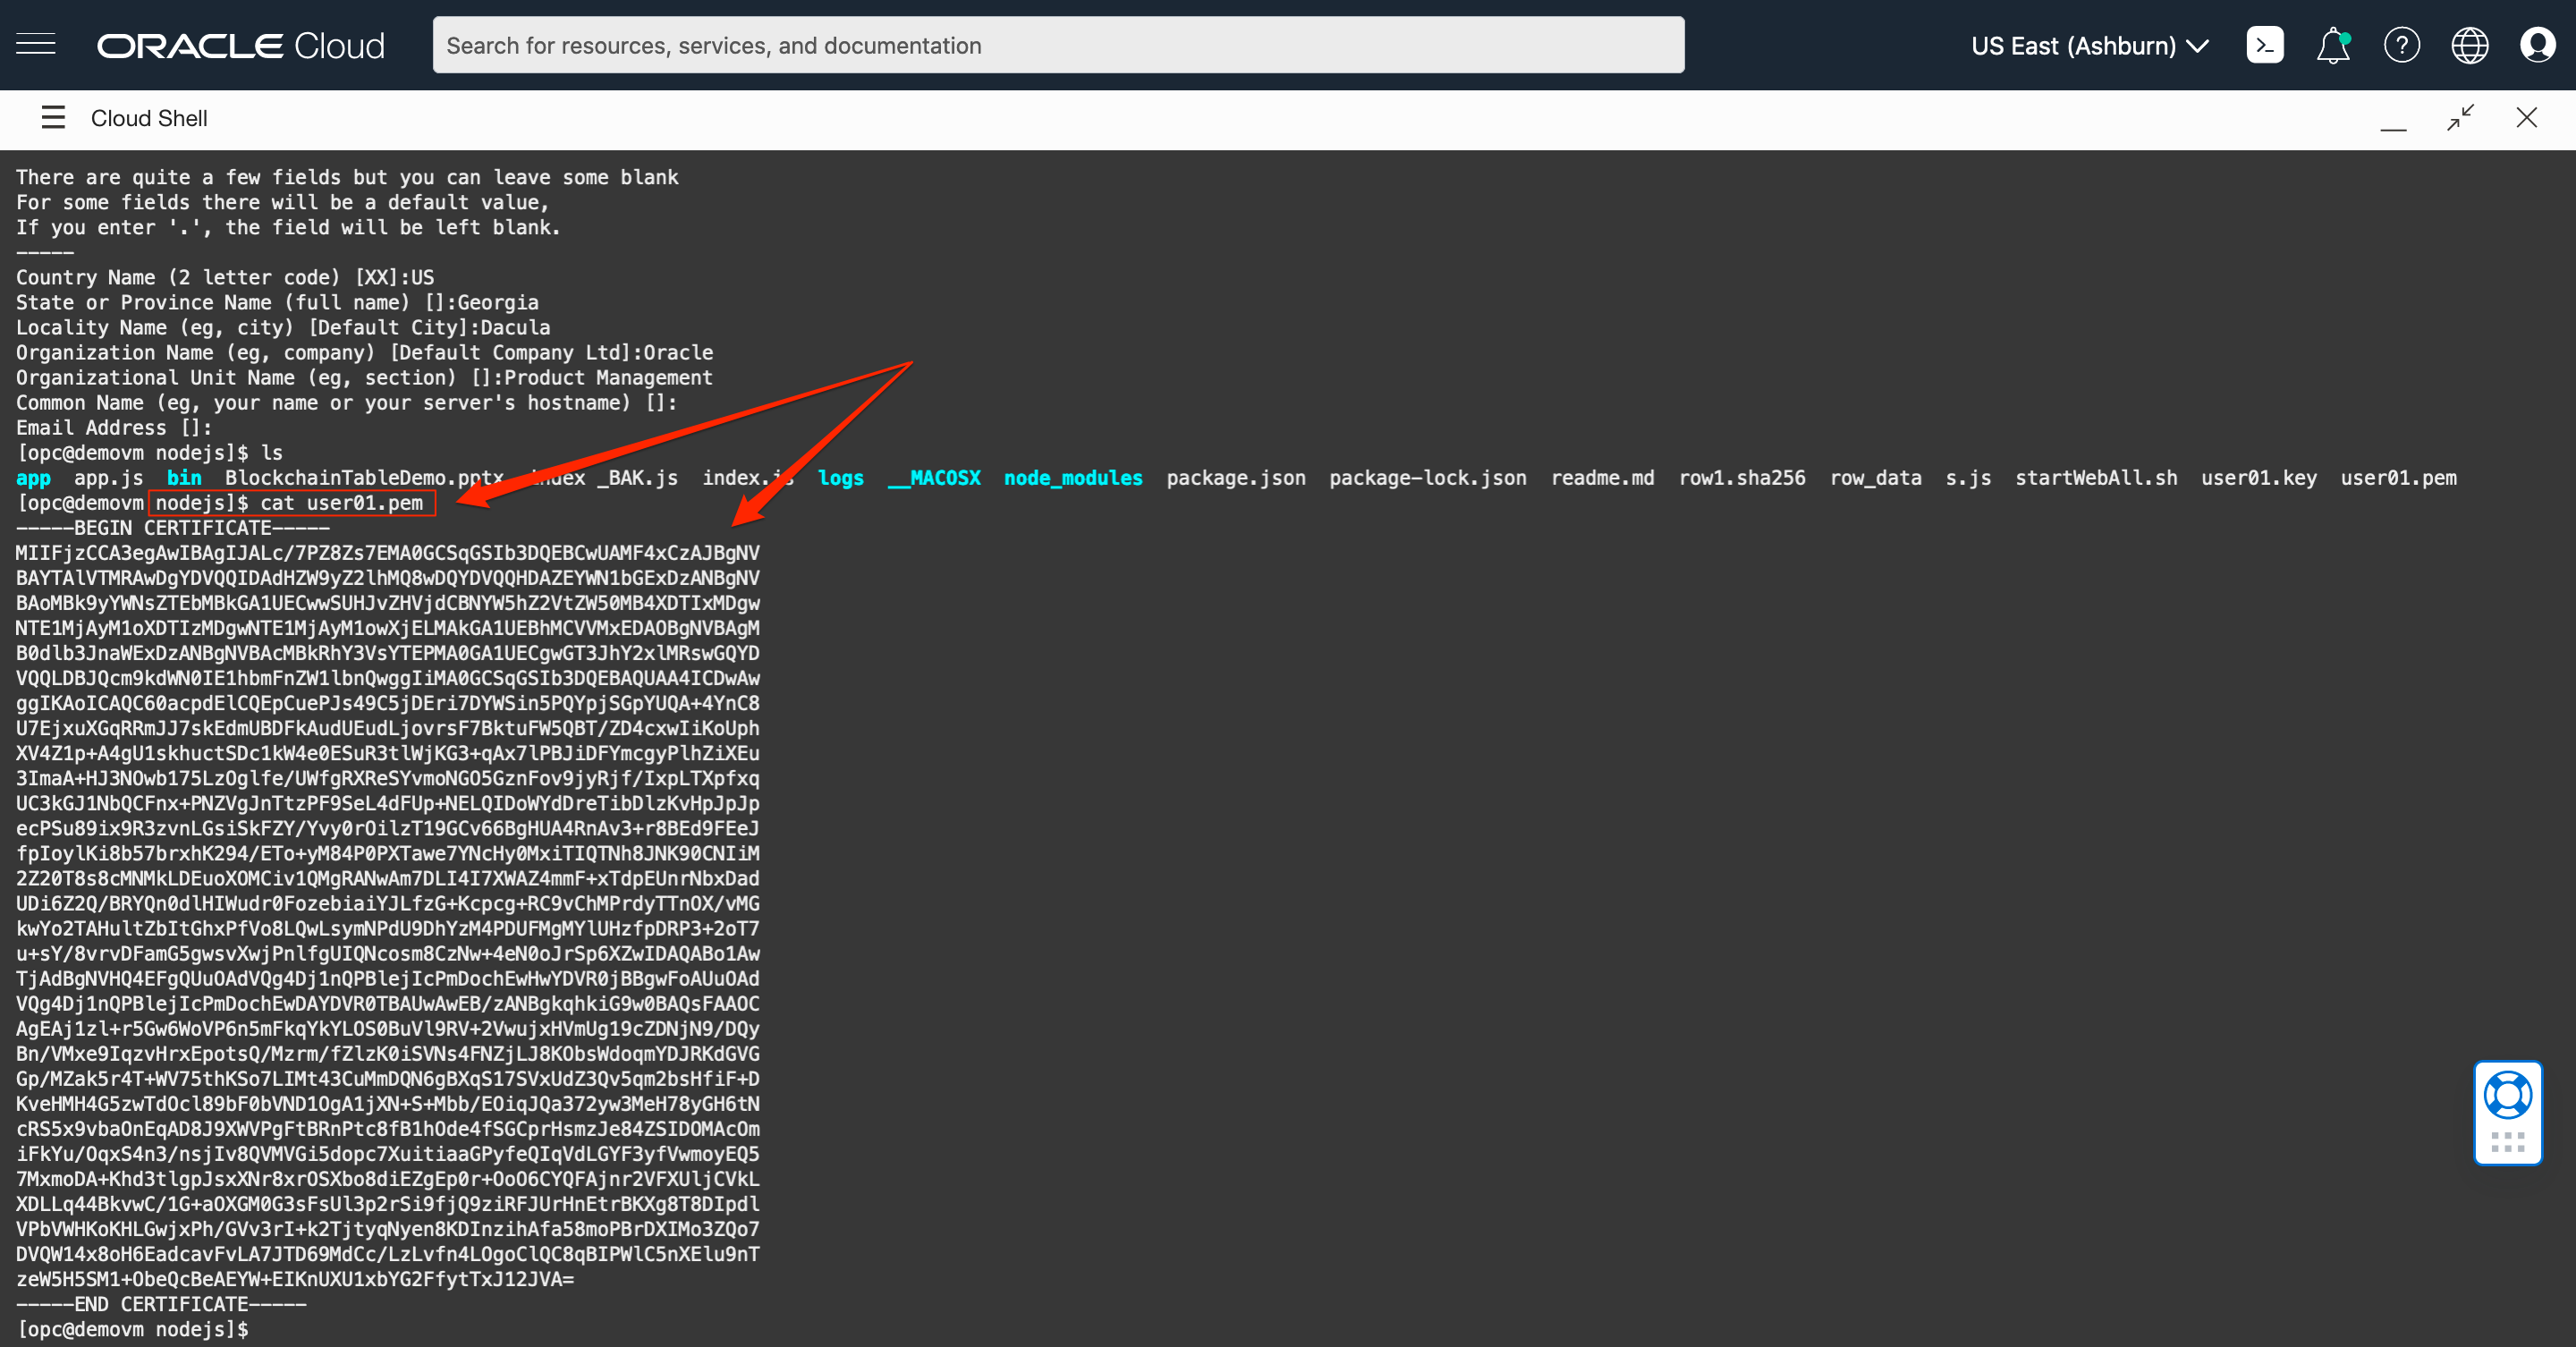 ORACLE Cloud
Search for resources, services, and documentation
US East (Ashburn)
Cloud Shell
There are quite a few fields but you can leave some blank
For some fields there will be a default value,
If you enter '.', the field will be left blank.
-----
Country Name (2 letter code) [XX]:US
State or Province Name (full name) []:Georgia
Locality Name (eg, city) [Default City]:Dacula
Organization Name (eg, company) [Default Company Ltd]:Oracle
Organizational Unit Name (eg, section) []:Product Management
Common Name (eg, your name or your server's hostname) []:
Email Address []:
[opc@demovm nodejs]$ ls
app app.js bin BlockchainTableDemo.pptx index _BAK.js index.js logs __MACOSX node_modules package.json package-lock.json readme.md row1.sha256 row_data s.js startWebAll.sh user01.key user01.pem
[opc@demovm nodejs]$ cat user01.pem
-----BEGIN CERTIFICATE-----
MIIFjzCCA3egAwIBAgIJALc/7PZ8Zs7EMA0GCSqGSIb3DQEBCwUAMF4xCzAJBgNV
BAYTAlVTMRAwDgYDVQQIDAdHZW9yZ2lhMQ8wDQYDVQQHDAZEYWN1bGExDzANBgNV
BAoMBk9yYWNsZTEbMBkGA1UECwwSUHJvZHVjdCBNYW5hZ2VtZW50MB4XDTIxMDgw
NTE1MjAyM1oXDTIzMDgwNTE1MjAyM1owXjELMAkGA1UEBhMCVVMxEDAOBgNVBAgM
B0dlb3JnaWExDzANBgNVBAcMBkRhY3VsYTEPMA0GA1UECgwGT3JhY2xlMRswGQYD
VQQLDBJQcm9kdWN0IE1hbmFnZW1lbnQwggIiMA0GCSqGSIb3DQEBAQUAA4ICDwAw
ggIKAoICAQC60acpdElCQEpCuePJs49C5jDEri7DYWSin5PQYpjSGpYUQA+4YnC8
U7EjxuXGqRRmJJ7skEdmUBDFkAudUEudLjovrsF7BktuFW5QBT/ZD4cxwIiKoUph
XV4Z1p+A4gU1skhuctSDc1kW4e0ESuR3tlWjKG3+qAx7lPBJiDFYmcgyPlhZiXEu
3ImaA+HJ3NOwb175LzOglfe/UWfgRXReSYvmoNGO5GznFov9jyRjf/IxpLTXpfxq
UC3kGJ1NbQCFnx+PNZVgJnTtzPF9SeL4dFUp+NELQIDoWYdDreTibDlzKvHpJpJp
ecPSu89ix9R3zvnLGsiSkFZY/Yvy0rOilzT19GCv66BgHUA4RnAv3+r8BEd9FEeJ
fpIoylKi8b57brxhK294/ETo+yM84P0PXTawe7YNcHy0MxiTIQTNh8JNK90CNIiM
2Z20T8s8cMNMkLDEuoXOMCiv1QMgRANwAm7DLI4I7XWAZ4mmF+xTdpEUnrNbxDad
UDi6Z2Q/BRYQn0dlHIWudr0FozebiaiYJLfzG+Kcpcg+RC9vChMPrdyTTnOX/vMG
kwYo2TAHultZbItGhxPfVo8LQwLsymNPdU9DhYzM4PDUFMgMYlUHzfpDRP3+2oT7
u+sY/8vrvDFamG5gwsvXwjPnlfgUIQNcosm8CzNw+4eN0oJrSp6XZwIDAQABo1Aw
TjAdBgNVHQ4EFgQUuOAdVQg4Dj1nQPBlejIcPmDochEwHwYDVR0jBBgwFoAUuOAd
VQg4Dj1nQPBlejIcPmDochEwDAYDVR0TBAUwAwEB/zANBgkqhkiG9w0BAQsFAAOC
AgEAj1zl+r5Gw6WoVP6n5mFkqYkYLOS0BuVl9RV+2VwujxHVmUg19cZDNjN9/DQy
Bn/VMxe9IqzvHrxEpotsQ/Mzrm/fZlzK0iSVNs4FNZjLJ8KObsWdoqmYDJRKdGVG
Gp/MZak5r4T+WV75thKSo7LIMt43CuMmDQN6gBXqS17SVxUdZ3Qv5qm2bsHfiF+D
KveHMH4G5zwTdOcl89bF0bVND1OgA1jXN+S+Mbb/EOiqJQa372yw3MeH78yGH6tN
cRS5x9vbaOnEqAD8J9XWVPgFtBRnPtc8fB1hOde4fSGCprHsmzJe84ZSIDOMAcOm
iFkYu/OqxS4n3/nsjIv8QVMVGi5dopc7XuitiaaGPyfeQIqVdLGYF3yfVwmoyEQ5
7MxmoDA+Khd3tlgpJsxXNr8xrOSXbo8diEZgEp0r+OoO6CYQFAjnr2VFXUljCVkL
XDLLq44BkvwC/1G+aOXGM0G3sFsUl3p2rSi9fjQ9ziRFJUrHnEtrBKXg8T8DIpdl
VPbVWHKoKHLGwjxPh/GVv3rI+k2TjtyqNyen8KDInzihAfa58moPBrDXIMo3ZQo7
DVQW14x8oH6EadcavFvLA7JTD69MdCc/LzLvfn4LOgoClQC8qBIPWlC5nXElu9nT
zeW5H5SM1+ObeQcBeAEYW+EIKnUXU1xbYG2FfytTxJ12JVA=
-----END CERTIFICATE-----
[opc@demovm nodejs]$